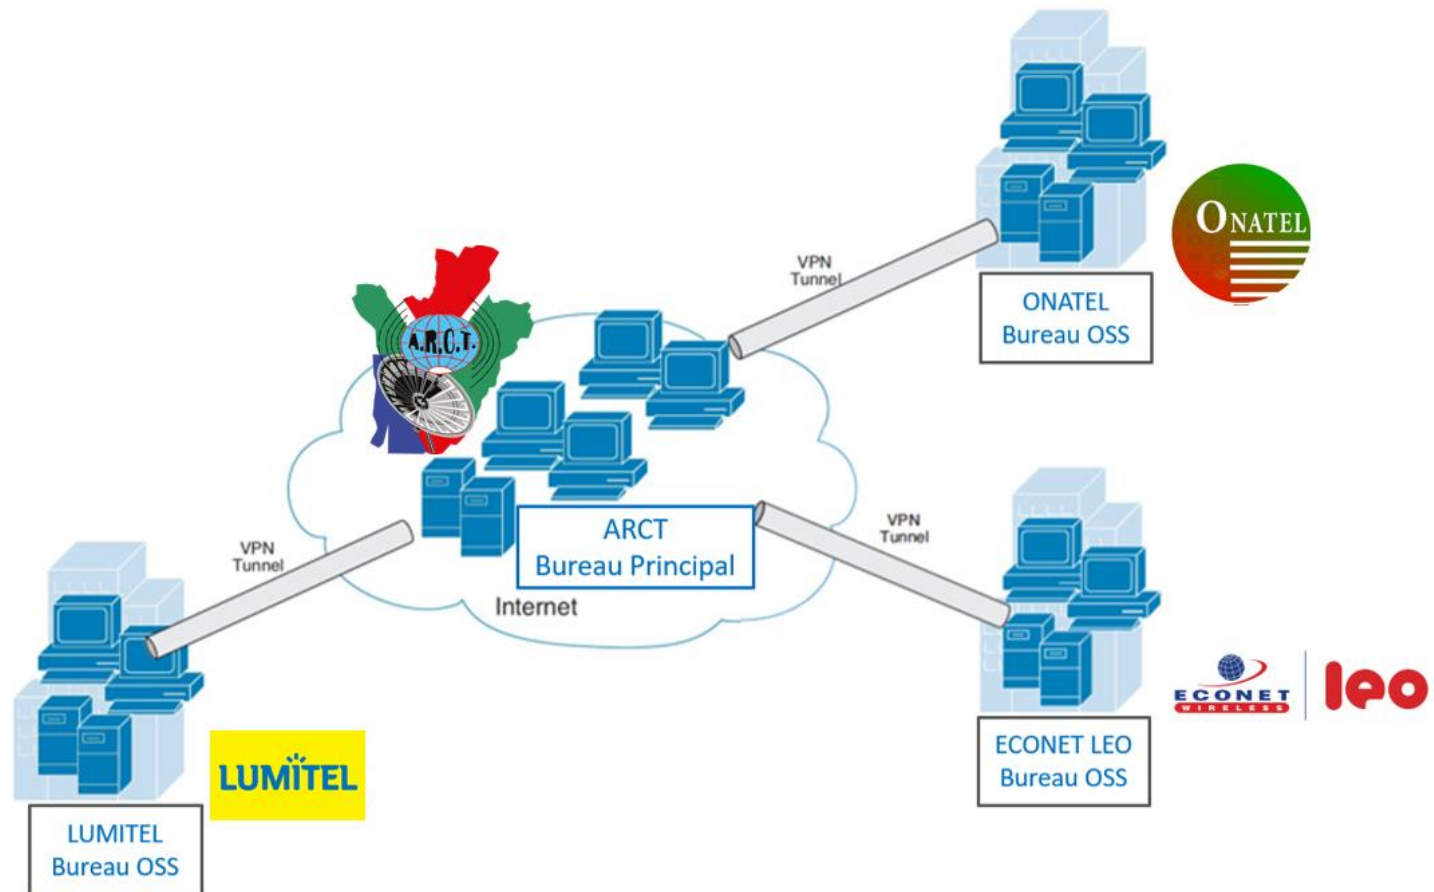 ONATEL
VPN
Tunnel
ONATEL
Bureau OSS
A.R.C.T.
ARCT
Bureau Principal
Internet
VPN
Tunnel
VPN
Tunnel
ECONET
WIRELESS
leo
ECONET LEO
Bureau OSS
LUMITEL
LUMITEL
Bureau OSS